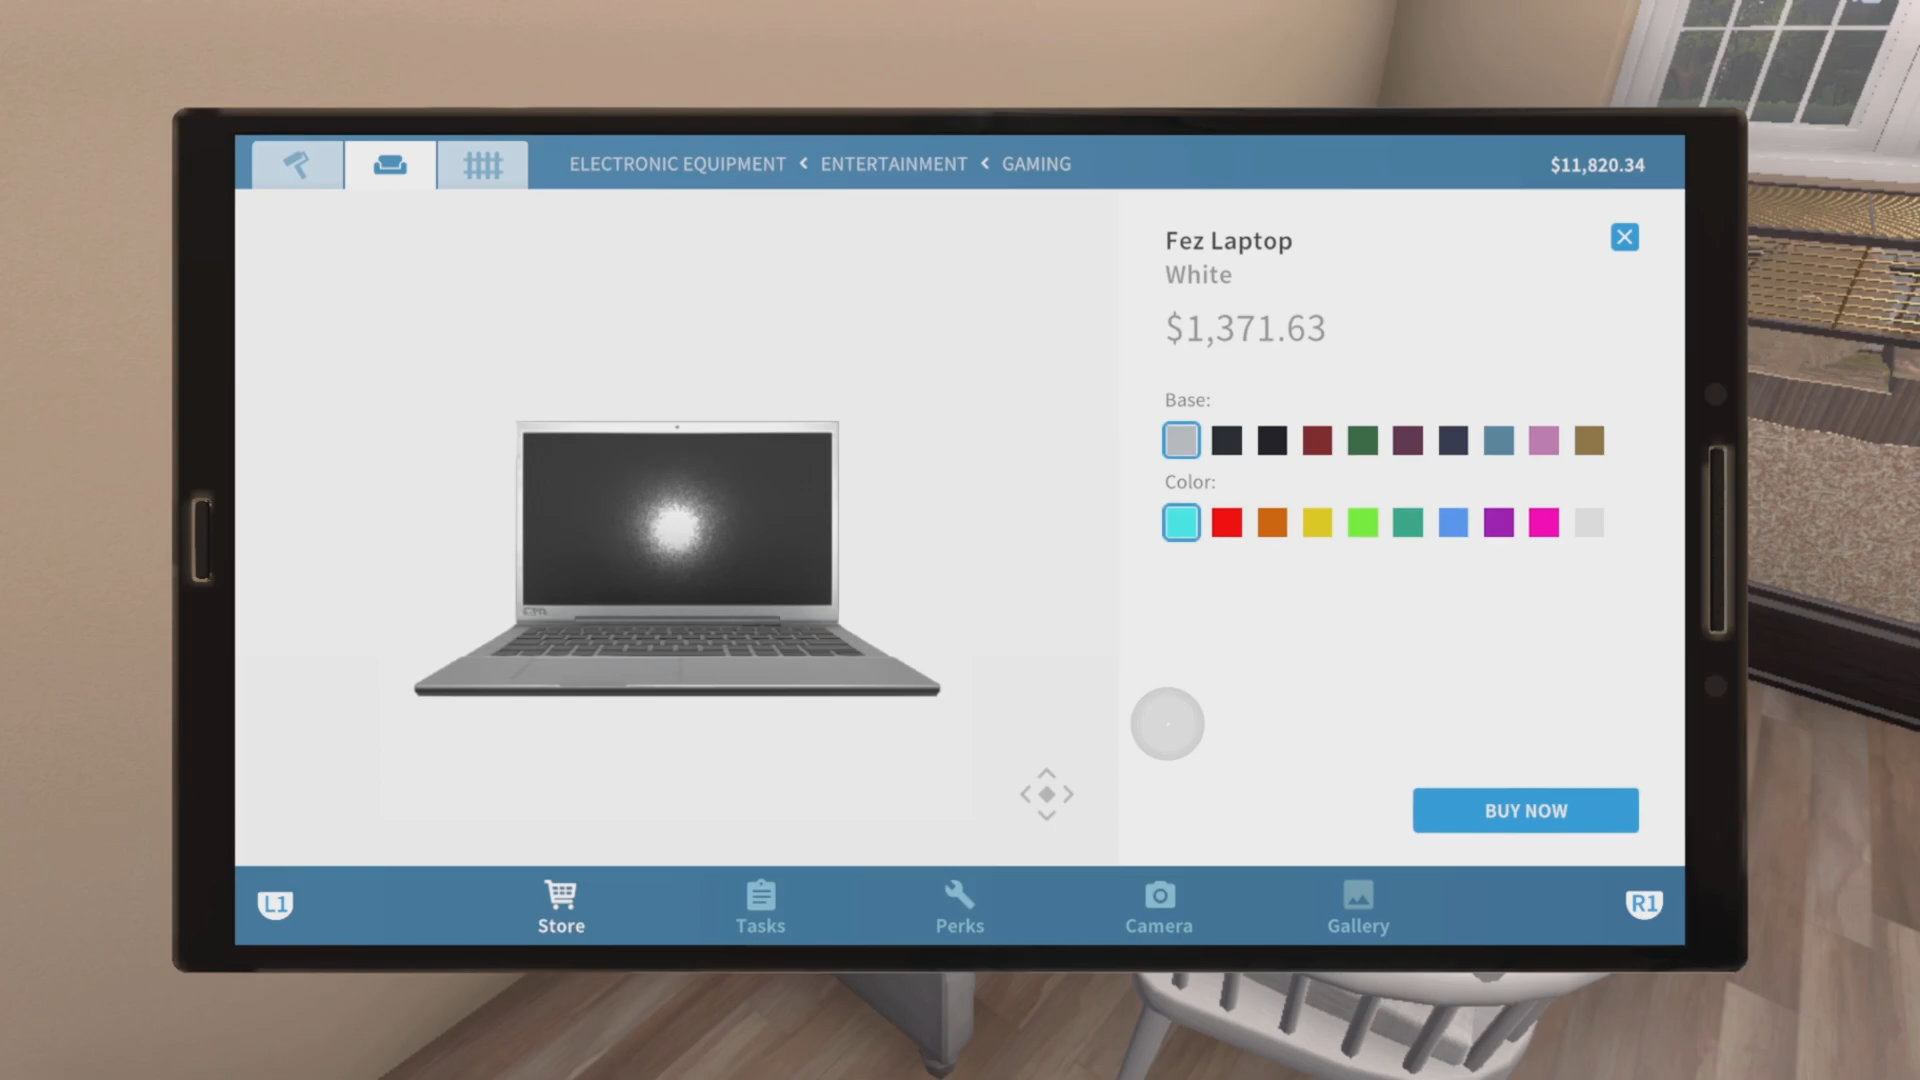 ELECTRONIC EQUIPMENT < ENTERTAINMENT < GAMING
$11,820.34
Fez Laptop
White
$1,371.63
Base:
Color:
BUY NOW
L1
Store
Tasks
Perks
Camera
Gallery
R1